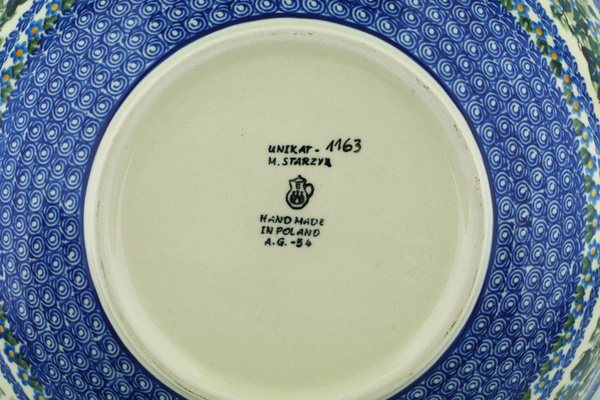 UNIKAT - 1163
M. STARZYK
HAND MADE
IN POLAND
A.G. - 54